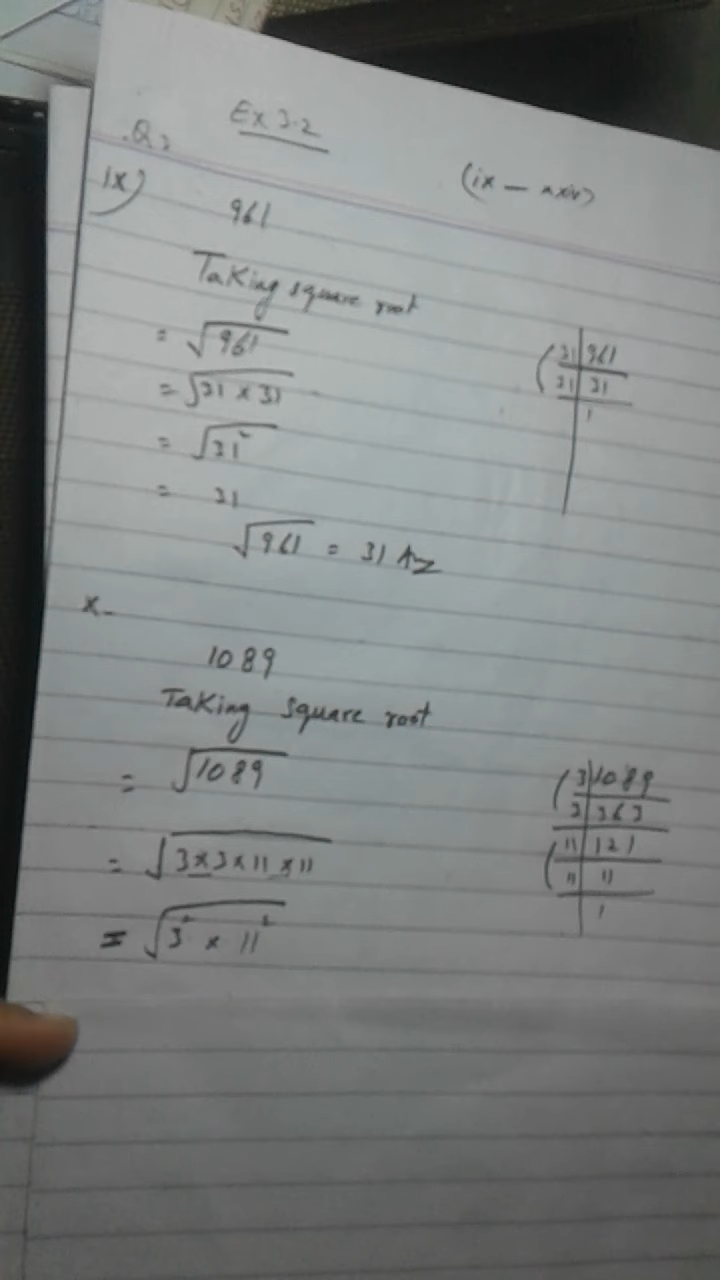 Ex 3.2
Q2
(ix — xxiv)
ix)
961
Taking square root
= √961
= √31 × 31
= √31²
= 31
√961 = 31 Ans
31 | 961
31 | 31
1
x-
1089
Taking square root
= √1089
= √3×3×11×11
= √3² × 11²
3 | 1089
3 | 363
11 | 121
11 | 11
1